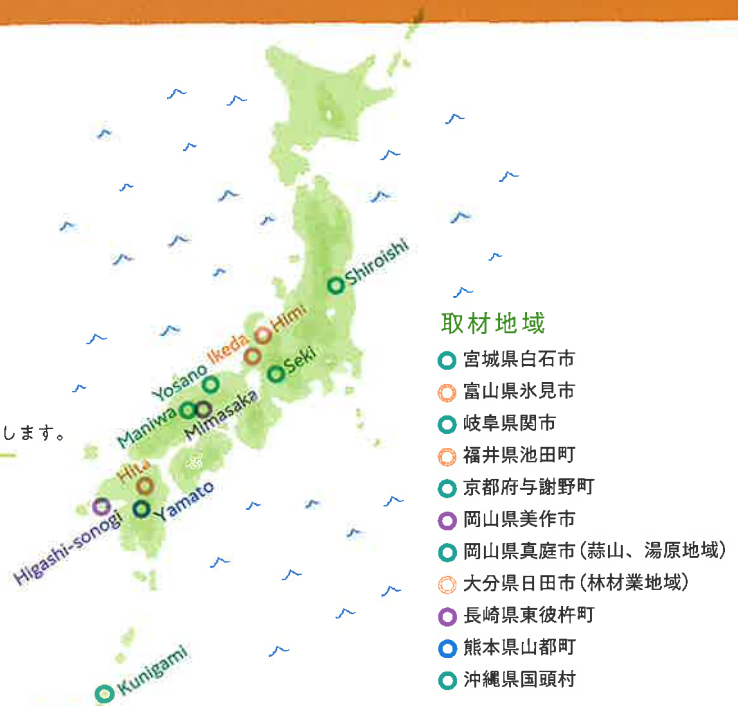 Shiroishi
Himi
Ikeda
Seki
Yosano
Maniwa
Mimasaka
します。
Hita
Yamato
Higashi-sonogi
Kunigami
取材地域
宮城県白石市
富山県氷見市
岐阜県関市
福井県池田町
京都府与謝野町
岡山県美作市
岡山県真庭市(蒜山、湯原地域)
大分県日田市(林材業地域)
長崎県東彼杵町
熊本県山都町
沖縄県国頭村